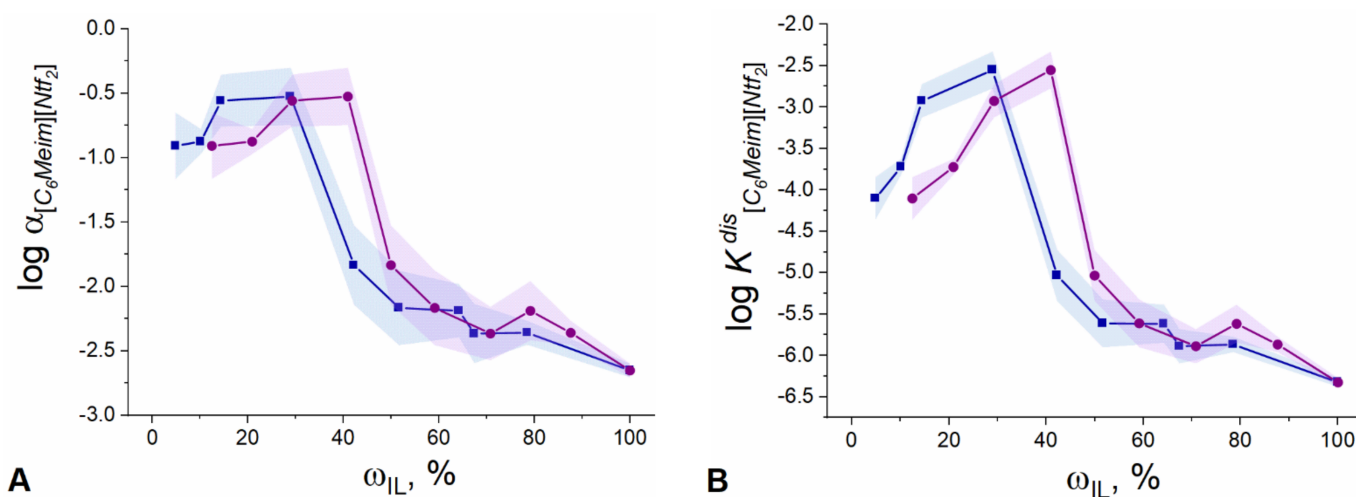 0.0
-0.5
-1.0
-1.5
-2.0
-2.5
-3.0
log α[C6Meim][Ntf2]
0 20 40 60 80 100
ωIL, %
A
-2.0
-2.5
-3.0
-3.5
-4.0
-4.5
-5.0
-5.5
-6.0
-6.5
log K dis [C6Meim][Ntf2]
0 20 40 60 80 100
ωIL, %
B